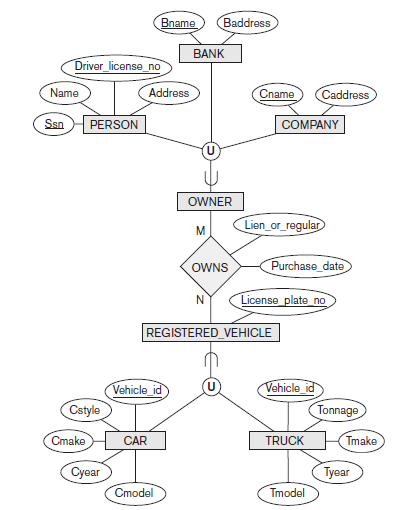 Bname
Baddress
BANK
Driver_license_no
Name
Address
Cname
Caddress
Ssn
PERSON
COMPANY
U
OWNER
M
Lien_or_regular
OWNS
Purchase_date
N
License_plate_no
REGISTERED_VEHICLE
U
Vehicle_id
Vehicle_id
Cstyle
Tonnage
Cmake
CAR
TRUCK
Tmake
Cyear
Tyear
Cmodel
Tmodel